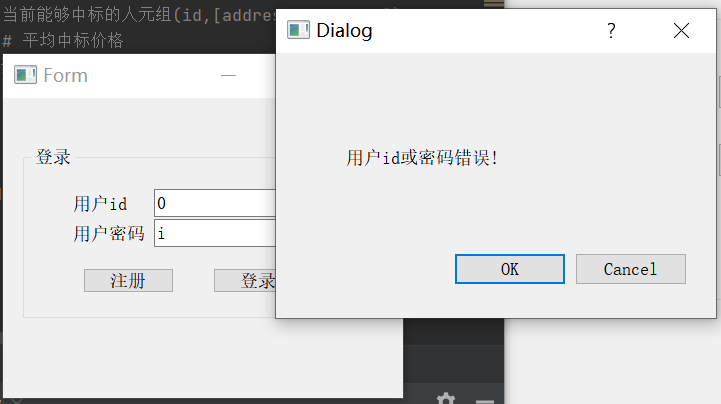 当前能够中标的人元组(id,[addre
# 平均中标价格
Form
登录
用户id 0
用户密码 i
注册 登录
Dialog ?
用户id或密码错误!
OK Cancel